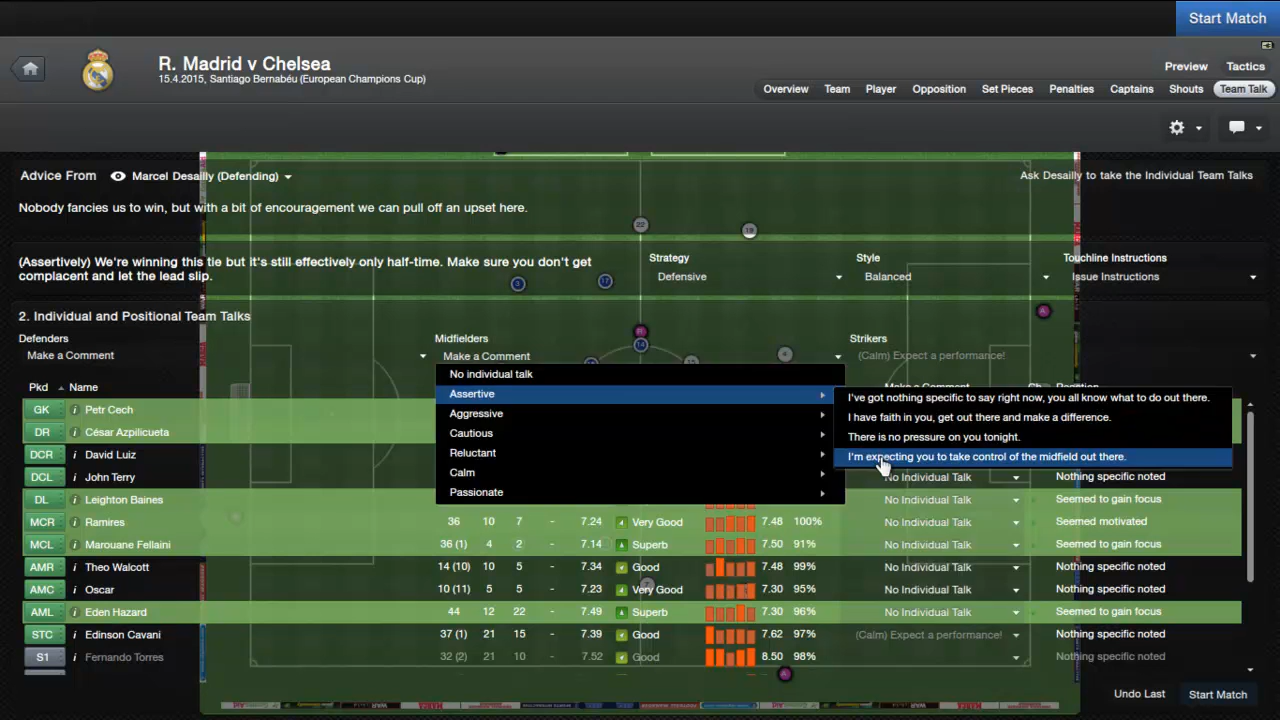 Start Match
R. Madrid v Chelsea
15.4.2015, Santiago Bernabéu (European Champions Cup)
Preview Tactics
Overview Team Player Opposition Set Pieces Penalties Captains Shouts Team Talk
Advice From Marcel Desailly (Defending) Ask Desailly to take the Individual Team Talks
Nobody fancies us to win, but with a bit of encouragement we can pull off an upset here.
22 19
(Assertively) We're winning this tie but it's still effectively only half-time. Make sure you don't get
complacent and let the lead slip.
Strategy Style Touchline Instructions
Defensive Balanced Issue Instructions
3 17
2. Individual and Positional Team Talks
14 4
Defenders Midfielders Strikers
Make a Comment Make a Comment (Calm) Expect a performance!
Pkd Name Make a Comment Reaction
No individual talk
Assertive
Aggressive
Cautious
Reluctant
Calm
Passionate
I've got nothing specific to say right now, you all know what to do out there.
I have faith in you, get out there and make a difference.
There is no pressure on you tonight.
I'm expecting you to take control of the midfield out there.
GK i Petr Cech
DR i César Azpilicueta
DCR i David Luiz
DCL i John Terry No Individual Talk Nothing specific noted
DL i Leighton Baines No Individual Talk Seemed to gain focus
MCR i Ramires 36 10 7 - 7.24 Very Good 7.48 100% No Individual Talk Seemed motivated
MCL i Marouane Fellaini 36 (1) 4 2 - 7.14 Superb 7.50 91% No Individual Talk Seemed to gain focus
AMR i Theo Walcott 14 (10) 10 5 - 7.34 Good 7.48 99% No Individual Talk Nothing specific noted
AMC i Oscar 10 (11) 5 5 - 7.23 Very Good 7.30 95% No Individual Talk Nothing specific noted
AML i Eden Hazard 44 12 22 - 7.49 Superb 7.30 96% No Individual Talk Seemed to gain focus
STC i Edinson Cavani 37 (1) 21 15 - 7.39 Good 7.62 97% (Calm) Expect a performance! Nothing specific noted
S1 i Fernando Torres 32 (2) 21 10 - 7.52 Good 8.50 98% Nothing specific noted
Undo Last Start Match